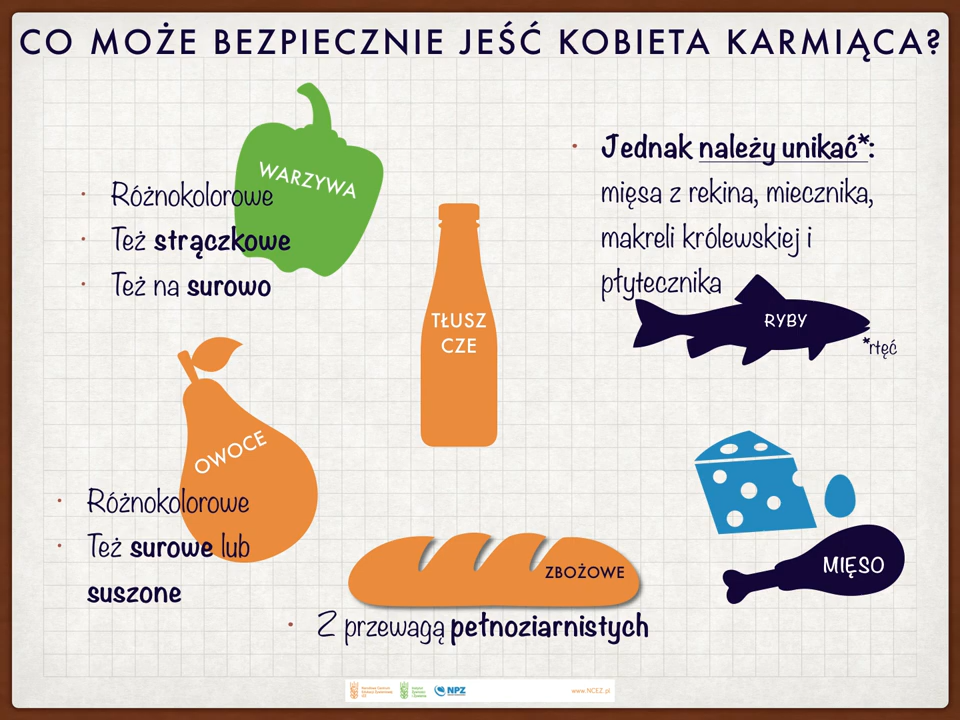 CO MOŻE BEZPIECZNIE JEŚĆ KOBIETA KARMIĄCA?
WARZYWA
• Różnokolorowe
• Też strączkowe
• Też na surowo
TŁUSZ
CZE
• Jednak należy unikać*:
mięsa z rekina, miecznika,
makreli królewskiej i
płytecznika
RYBY
*rtęć
OWOCE
• Różnokolorowe
• Też surowe lub
suszone
ZBOŻOWE
• Z przewagą pełnoziarnistych
MIĘSO
NPZ
www.NCEZ.pl